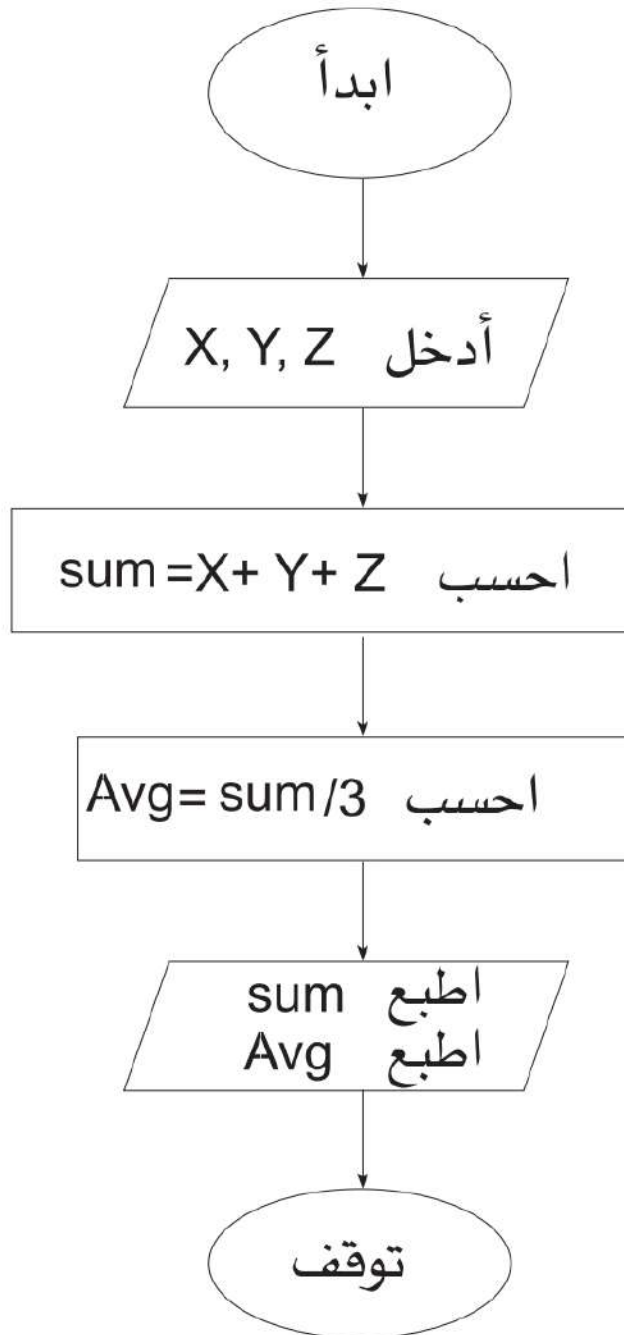 ابدأ
أدخل X, Y, Z
احسب sum =X+ Y+ Z
احسب Avg= sum /3
اطبع sum
اطبع Avg
توقف